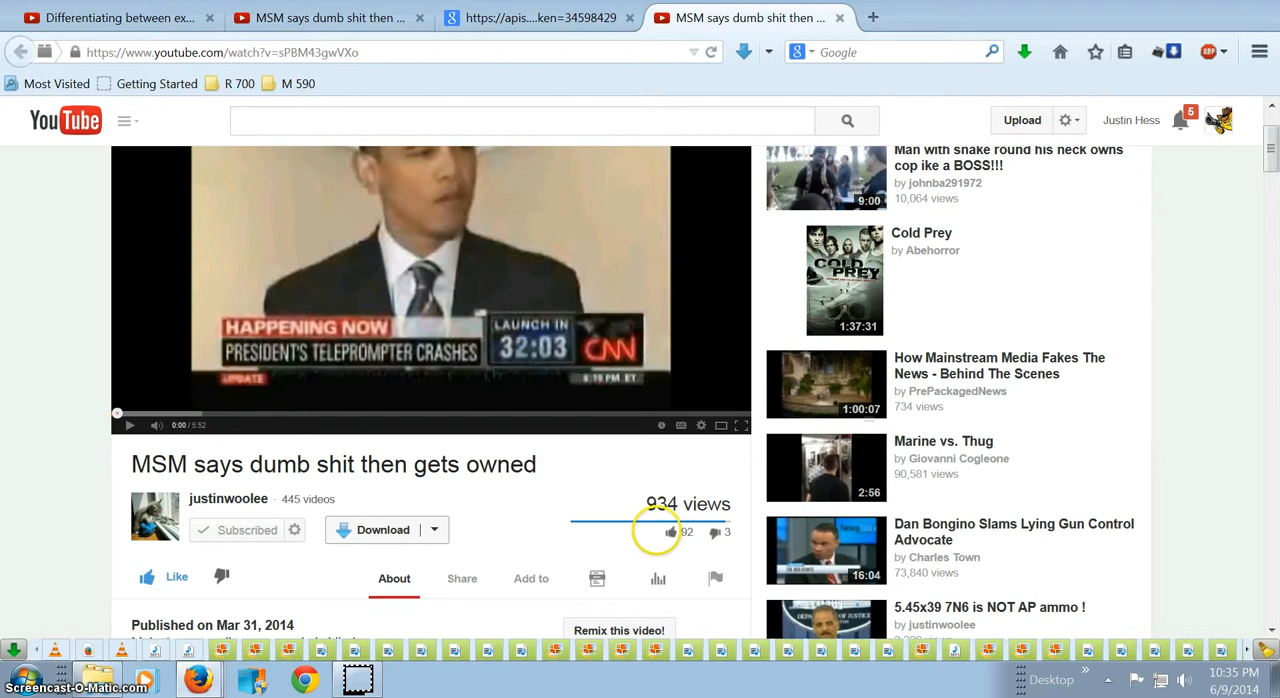 Differentiating between ex...
MSM says dumb shit then ...
https://apis....ken=34598429
MSM says dumb shit then ...
https://www.youtube.com/watch?v=sPBM43gwVXo
Google
ABP
Most Visited
Getting Started
R 700
M 590
YouTube
Upload
Justin Hess
5
Man with snake round his neck owns
cop ike a BOSS!!!
by johnba291972
10,064 views
9:00
Cold Prey
by Abehorror
COLD
PREY
1:37:31
HAPPENING NOW
PRESIDENT'S TELEPROMPTER CRASHES
LAUNCH IN
32:03
CNN
UPDATE
How Mainstream Media Fakes The
News - Behind The Scenes
by PrePackagedNews
734 views
1:00:07
0:00 / 5:52
MSM says dumb shit then gets owned
justinwoolee · 445 videos
Subscribed
Download
934 views
92
3
Marine vs. Thug
by Giovanni Cogleone
90,581 views
2:56
Dan Bongino Slams Lying Gun Control
Advocate
by Charles Town
73,840 views
16:04
Like
About
Share
Add to
5.45x39 7N6 is NOT AP ammo !
by justinwoolee
Published on Mar 31, 2014
Remix this video!
Desktop
10:35 PM
6/9/2014
Screencast-O-Matic.com